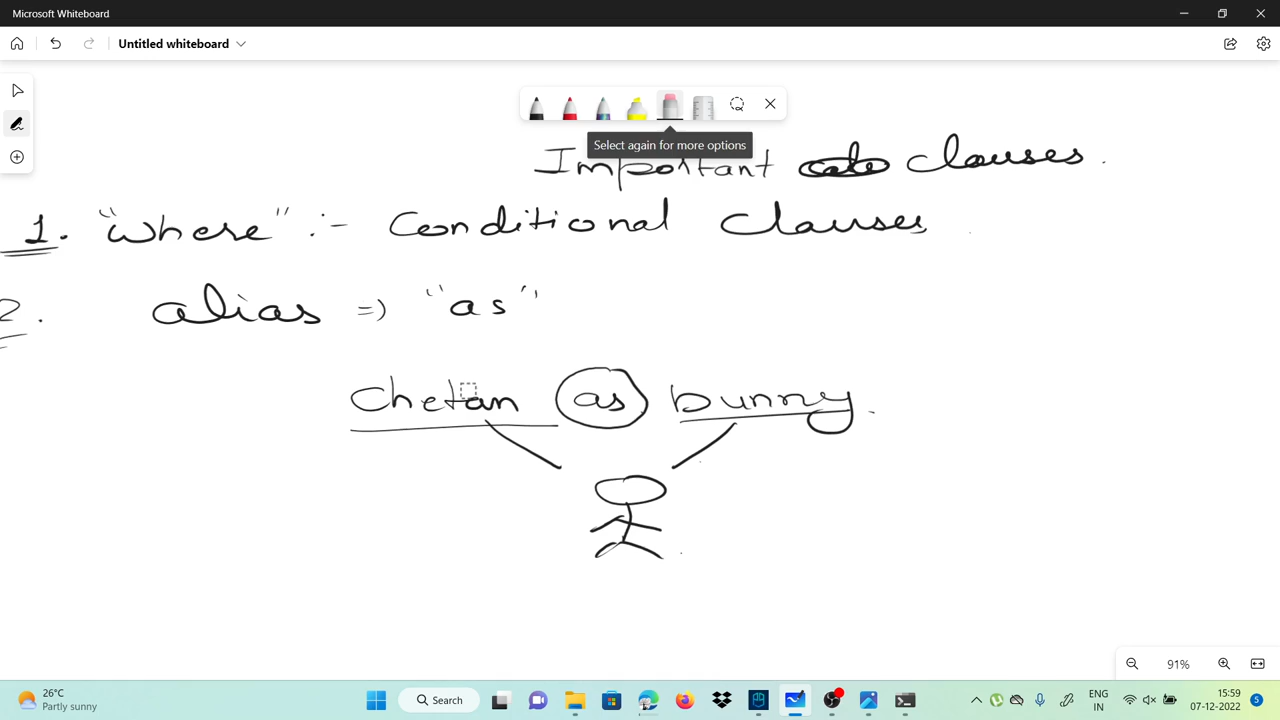 Microsoft Whiteboard
Untitled whiteboard
Select again for more options
Important clauses.
1. "where" :- Conditional Clauses
2. alias => "as"
Chetan as bunny.
91%
26°C
Partly sunny
Search
ENG
IN
15:59
07-12-2022
5